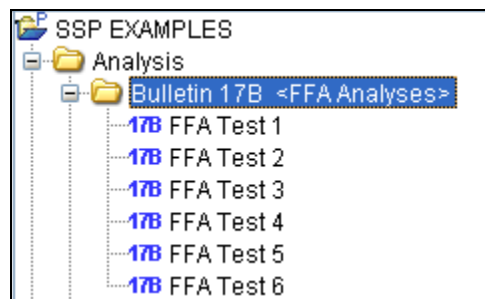 SSP EXAMPLES
Analysis
Bulletin 17B <FFA Analyses>
17B FFA Test 1
17B FFA Test 2
17B FFA Test 3
17B FFA Test 4
17B FFA Test 5
17B FFA Test 6